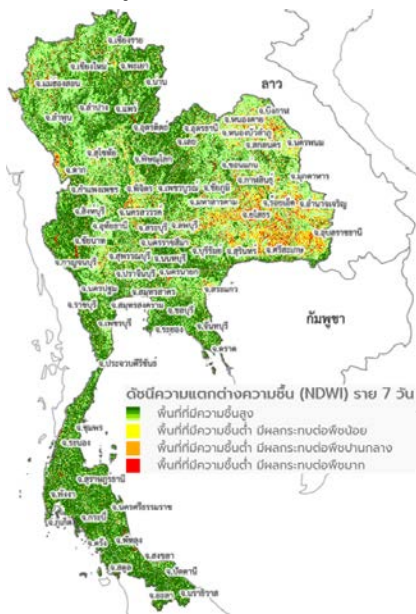 จ.เชียงราย
จ.เชียงใหม่
จ.พะเยา
จ.แม่ฮ่องสอน
จ.น่าน
ลาว
จ.ลำปาง
จ.แพร่
จ.บึงกาฬ
จ.ลำพูน
จ.หนองคาย
จ.อุตรดิตถ์
จ.อุดรธานี
จ.หนองบัวลำภู
จ.เลย
จ.สกลนคร
จ.นครพนม
จ.สุโขทัย
จ.พิษณุโลก
จ.ตาก
จ.ขอนแก่น
จ.มุกดาหาร
จ.กำแพงเพชร
จ.พิจิตร
จ.เพชรบูรณ์
จ.ชัยภูมิ
จ.กาฬสินธุ์
จ.มหาสารคาม
จ.ร้อยเอ็ด
จ.อำนาจเจริญ
จ.นครสวรรค์
จ.ยโสธร
จ.สิงห์บุรี
จ.อุทัยธานี
จ.สระบุรี
จ.ลพบุรี
จ.อุบลราชธานี
จ.ชัยนาท
จ.นครราชสีมา
จ.บุรีรัมย์
จ.สุรินทร์
จ.ศรีสะเกษ
จ.กาญจนบุรี
จ.สุพรรณบุรี
จ.นนทบุรี
จ.ปราจีนบุรี
จ.นครนายก
จ.นครปฐม
จ.สมุทรสาคร
จ.สระแก้ว
จ.ราชบุรี
จ.สมุทรสงคราม
จ.ชลบุรี
กัมพูชา
จ.เพชรบุรี
จ.ระยอง
จ.จันทบุรี
จ.ตราด
จ.ประจวบคีรีขันธ์
ดัชนีความแตกต่างความชื้น (NDWI) ราย 7 วัน
พื้นที่ที่มีความชื้นสูง
พื้นที่ที่มีความชื้นต่ำ มีผลกระทบต่อพืชน้อย
พื้นที่ที่มีความชื้นต่ำ มีผลกระทบต่อพืชปานกลาง
พื้นที่ที่มีความชื้นต่ำ มีผลกระทบต่อพืชมาก
จ.ชุมพร
จ.ระนอง
จ.สุราษฎร์ธานี
จ.พังงา
จ.นครศรีธรรมราช
จ.กระบี่
จ.ภูเก็ต
จ.ตรัง
จ.พัทลุง
จ.สงขลา
จ.สตูล
จ.ปัตตานี
จ.ยะลา
จ.นราธิวาส